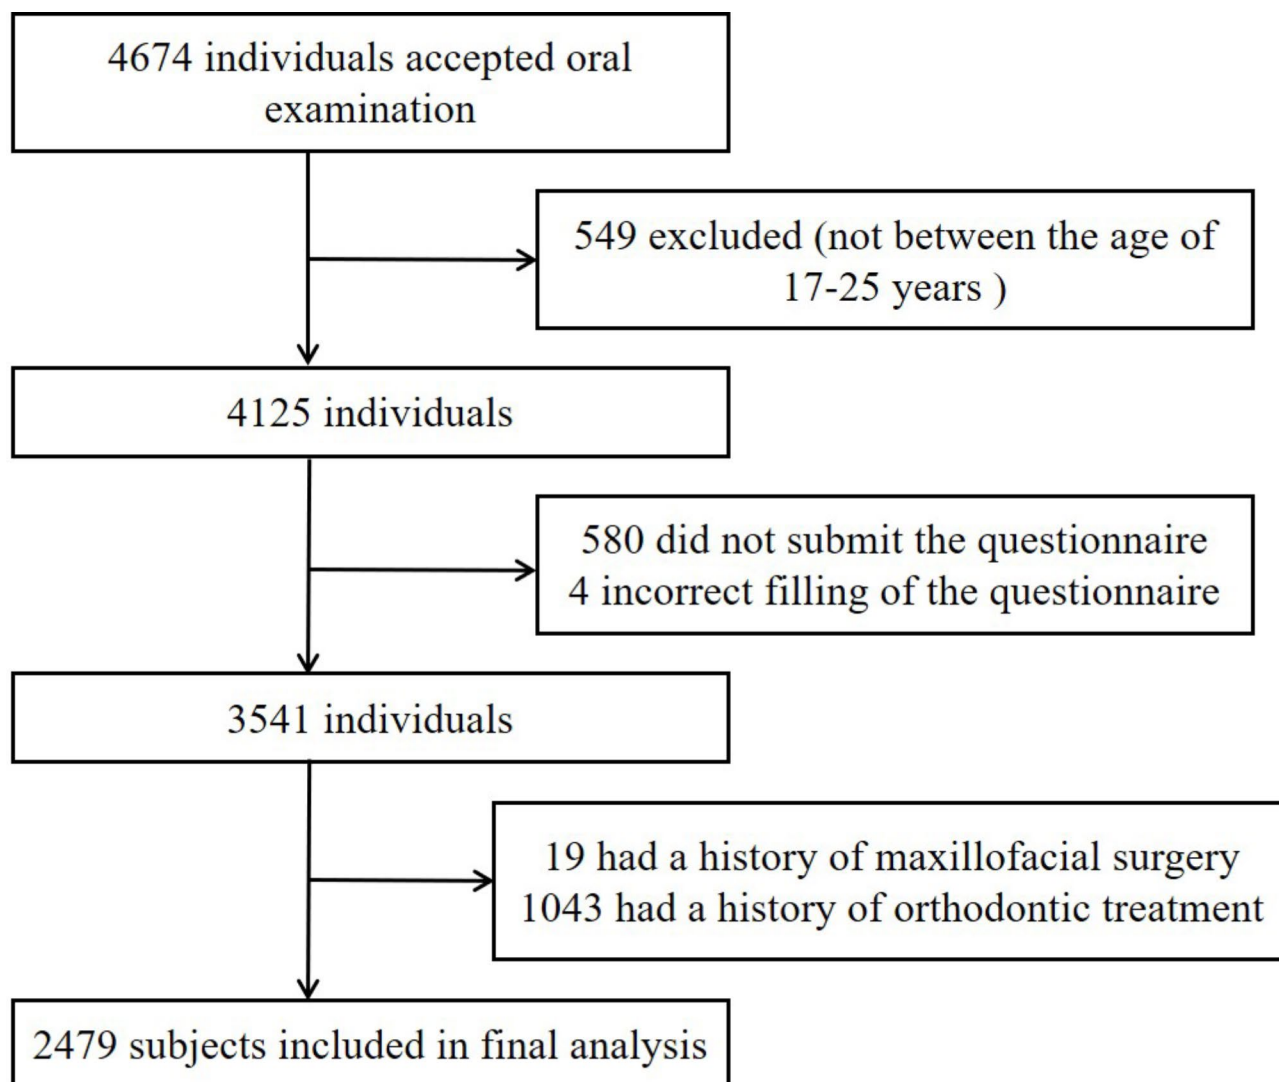 4674 individuals accepted oral
examination
549 excluded (not between the age of
17-25 years )
4125 individuals
580 did not submit the questionnaire
4 incorrect filling of the questionnaire
3541 individuals
19 had a history of maxillofacial surgery
1043 had a history of orthodontic treatment
2479 subjects included in final analysis